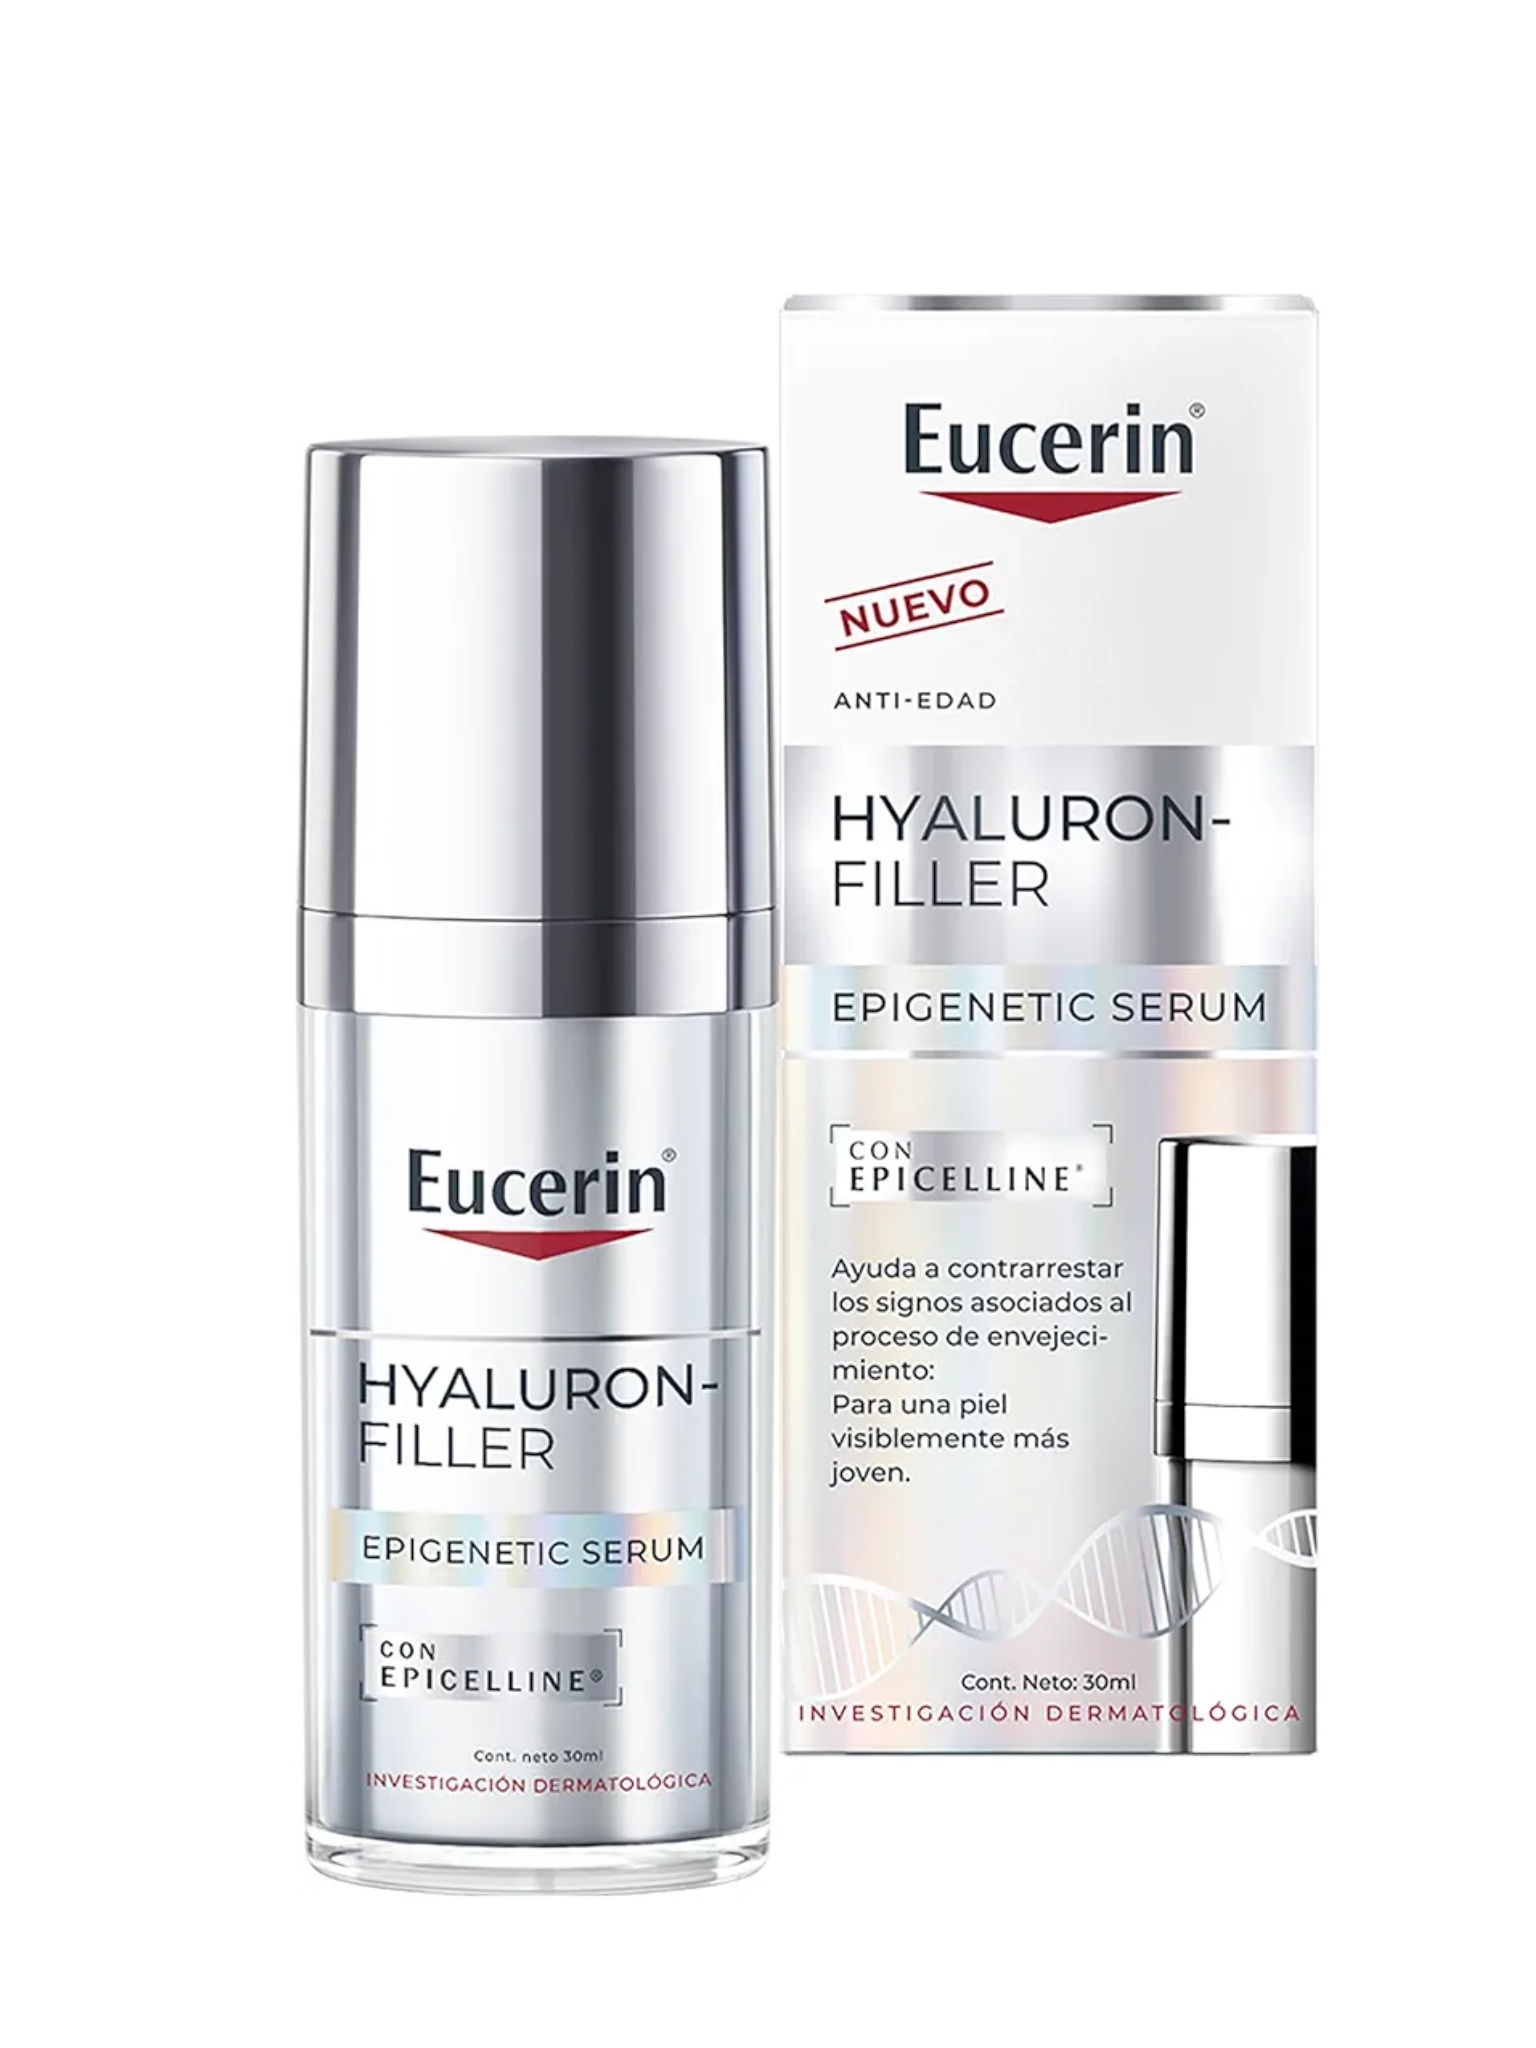 Eucerin®
HYALURON-
FILLER
EPIGENETIC SERUM
CON
EPICELLINE®
Cont. neto 30ml
INVESTIGACIÓN DERMATOLÓGICA
Eucerin®
NUEVO
ANTI-EDAD
HYALURON-
FILLER
EPIGENETIC SERUM
CON
EPICELLINE®
Ayuda a contrarrestar
los signos asociados al
proceso de envejeci-
miento:
Para una piel
visiblemente más
joven.
Cont. Neto: 30ml
INVESTIGACIÓN DERMATOLÓGICA